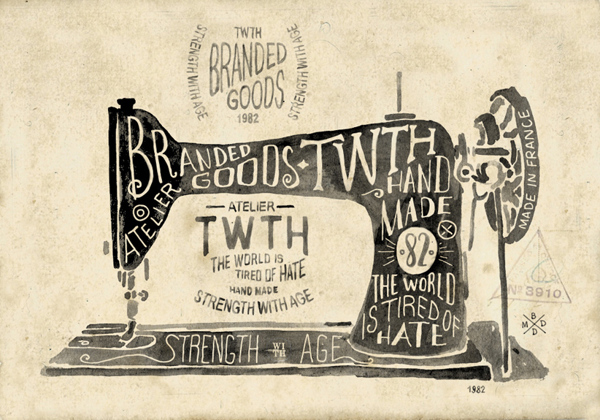 TWTH
BRANDED
GOODS
1982
STRENGTH WITH AGE
STRENGTH WITH AGE
BRANDED
GOODS
TWTH
ATELIER
HAND
MADE
82
THE WORLD
IS TIRED OF
HATE
MADE IN FRANCE
ATELIER
TWTH
THE WORLD IS
TIRED OF HATE
HAND MADE
STRENGTH WITH AGE
STRENGTH WITH AGE
No 8910
B
M D
D
1982